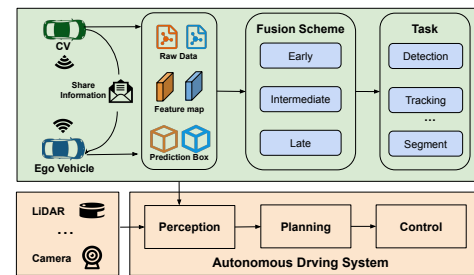 CV
Share
Information
Ego Vehicle
Raw Data
Feature map
Prediction Box
Fusion Scheme
Early
Intermediate
Late
Task
Detection
Tracking
...
Segment
LiDAR
...
Camera
Perception
Planning
Control
Autonomous Drving System